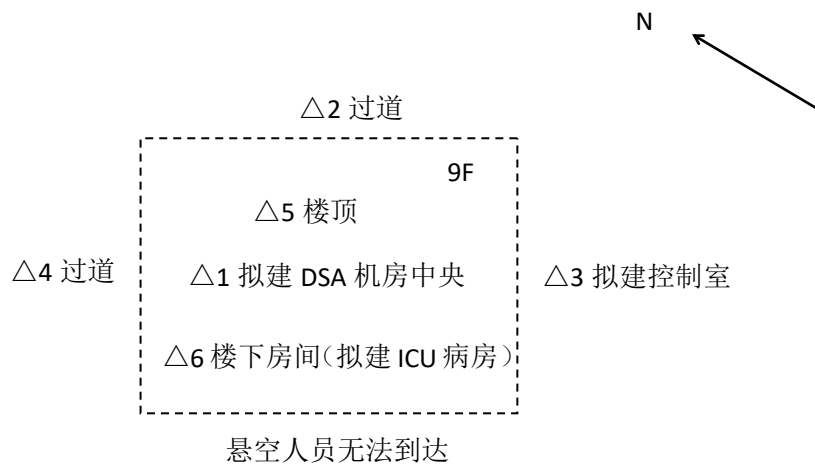 N
△2 过道
9F
△5 楼顶
△4 过道
△1 拟建 DSA 机房中央
△3 拟建控制室
△6 楼下房间（拟建 ICU 病房）
悬空人员无法到达